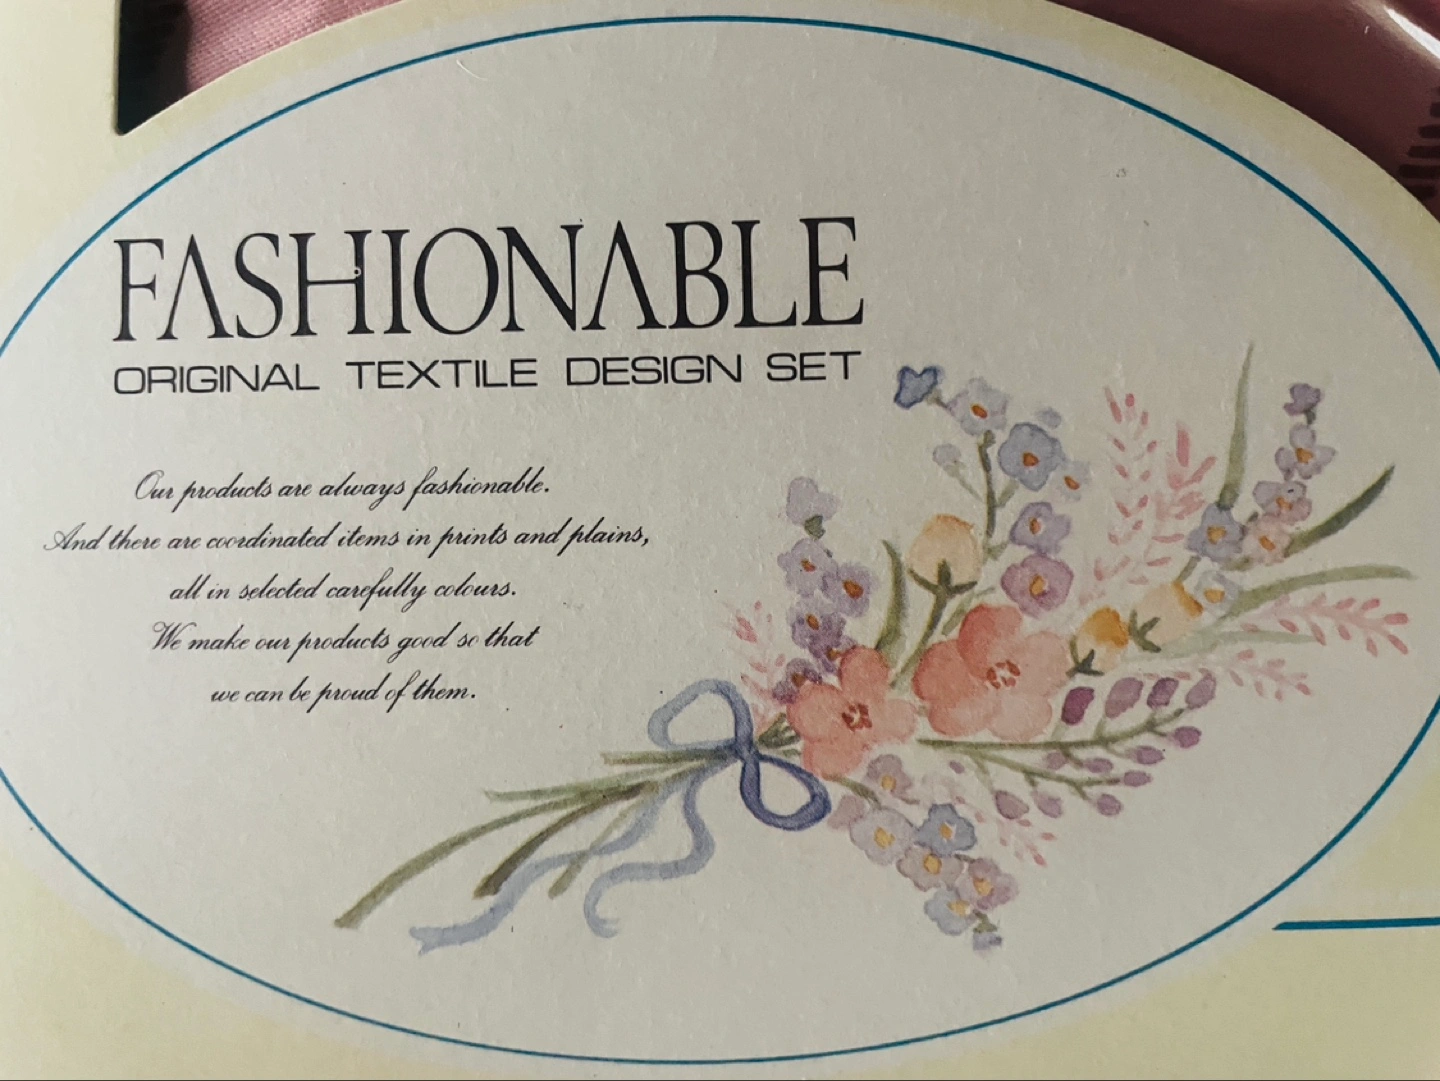 FASHIONABLE
ORIGINAL TEXTILE DESIGN SET
Our products are always fashionable.
And there are coordinated items in prints and plains,
all in selected carefully colours.
We make our products good so that
we can be proud of them.